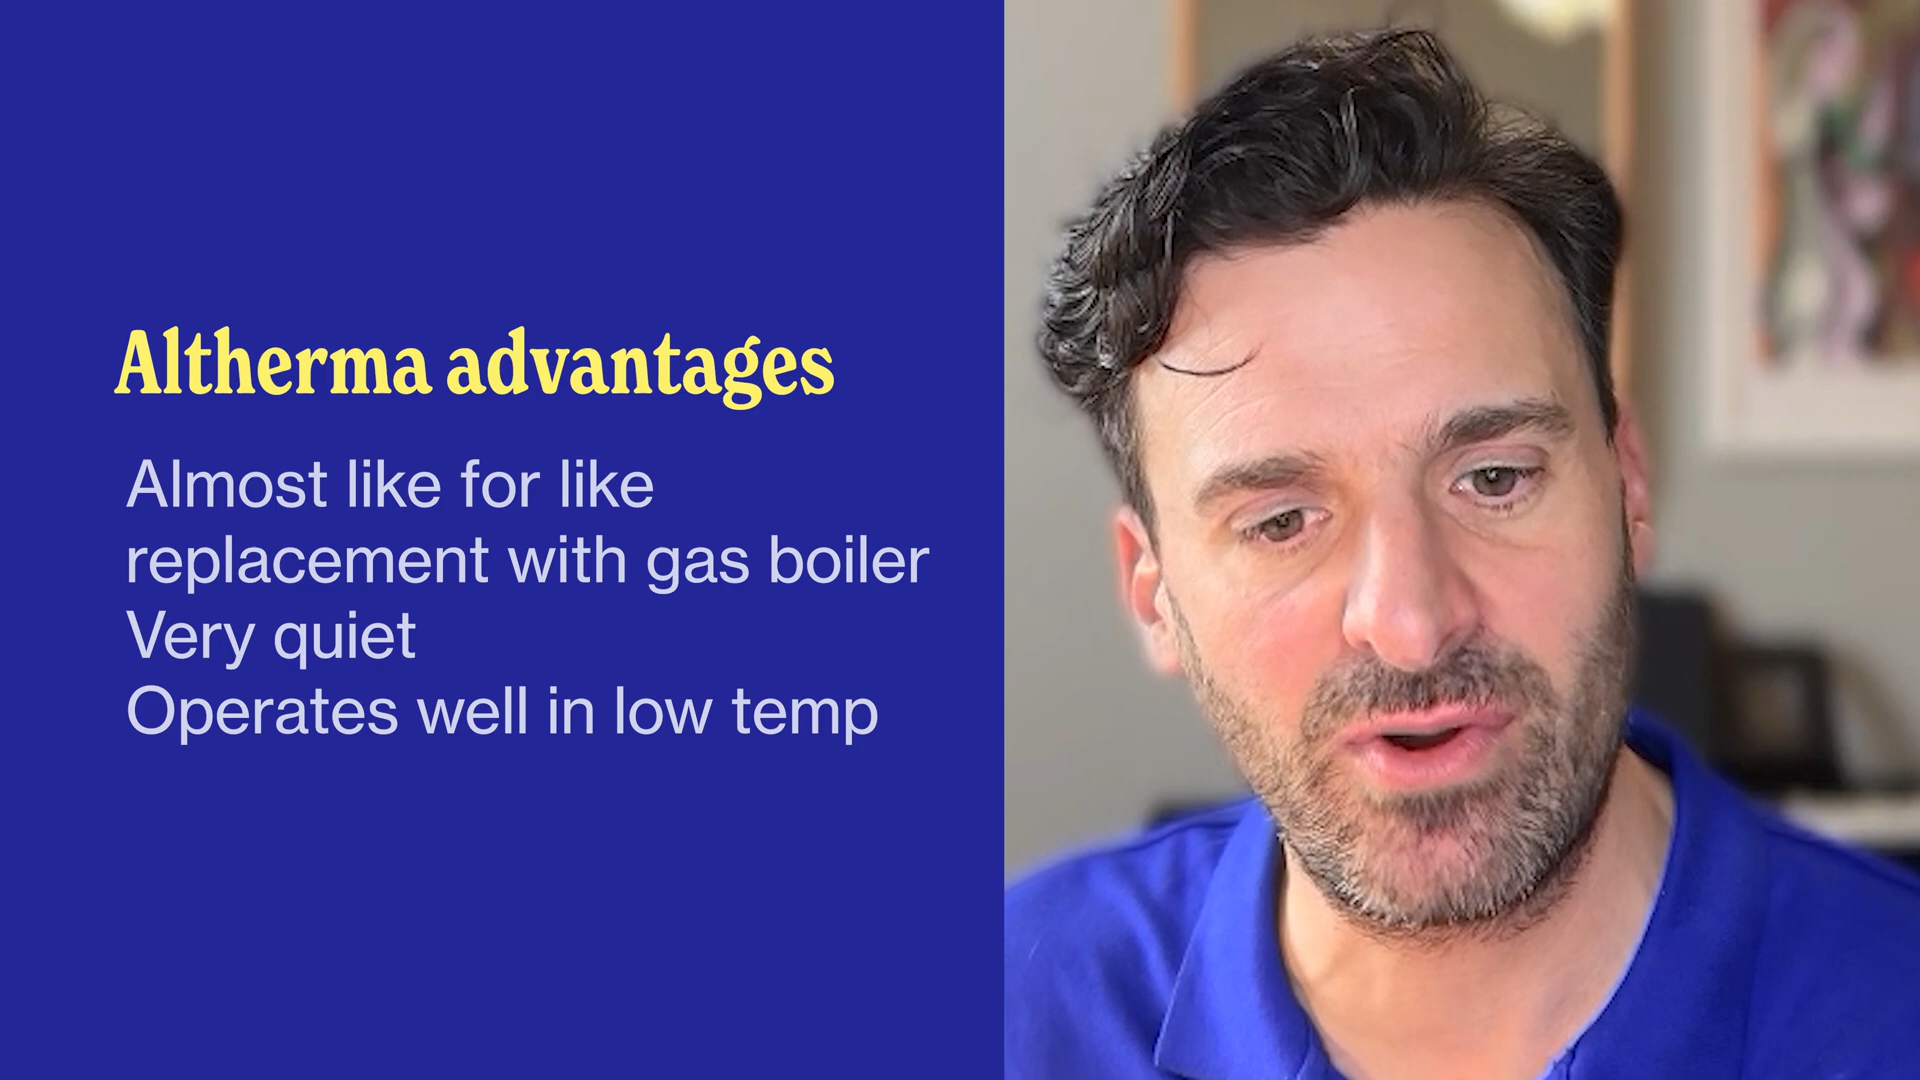 Altherma advantages
Almost like for like
replacement with gas boiler
Very quiet
Operates well in low temp